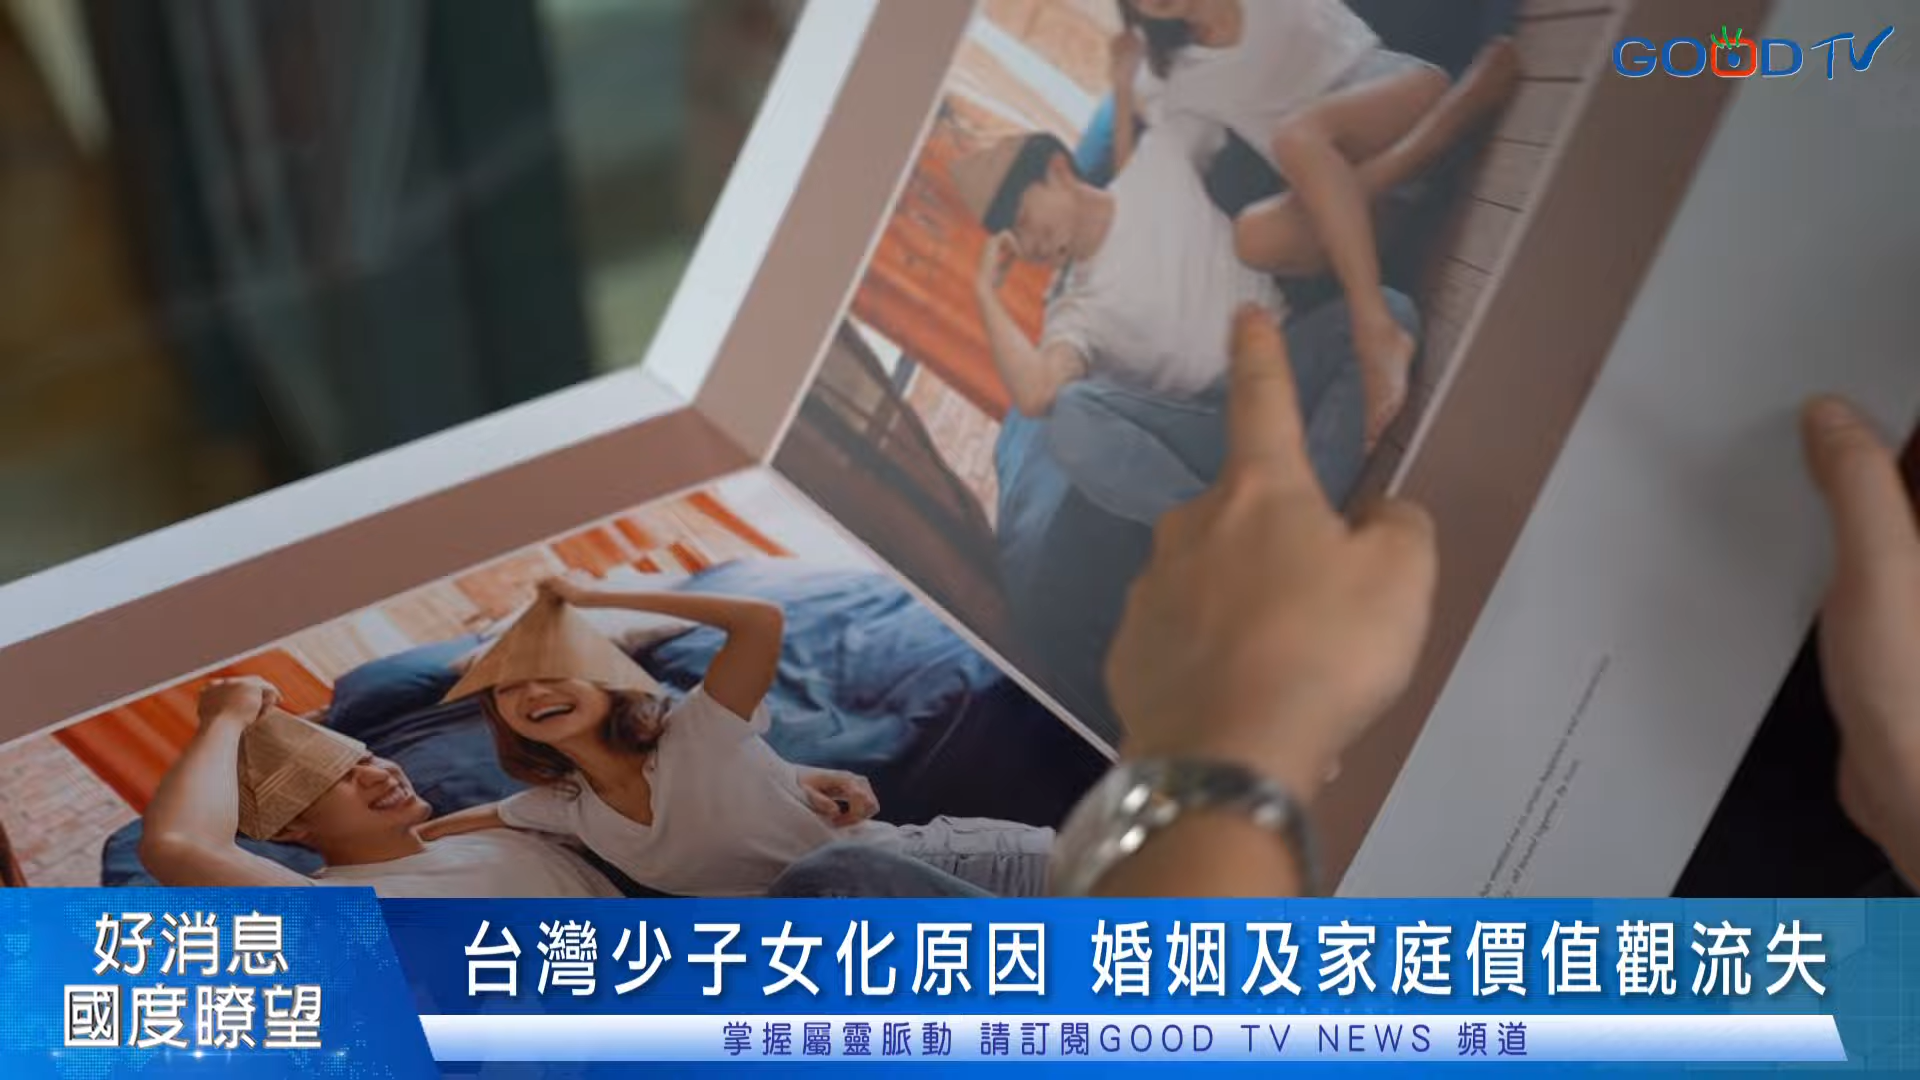 GOOD TV
好消息
國度瞭望
台灣少子女化原因 婚姻及家庭價值觀流失
掌握屬靈脈動 請訂閱GOOD TV NEWS 頻道